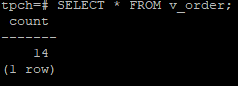 tpch=# SELECT * FROM v_order;
count
-------
14
(1 row)